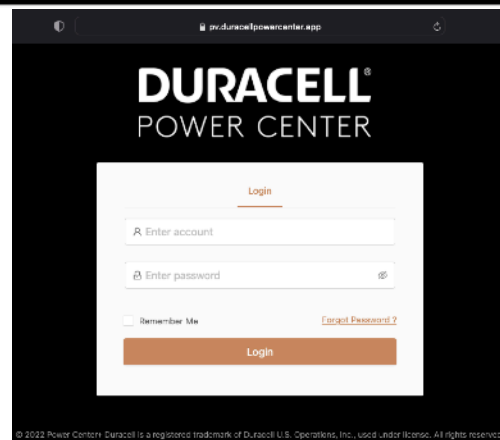 pv.duracellpowercenter.app
DURACELL®
POWER CENTER
Login
Enter account
Enter password
Remember Me
Forgot Password ?
Login
© 2022 Power Center+ Duracell is a registered trademark of Duracell U.S. Operations, Inc., used under license. All rights reserved